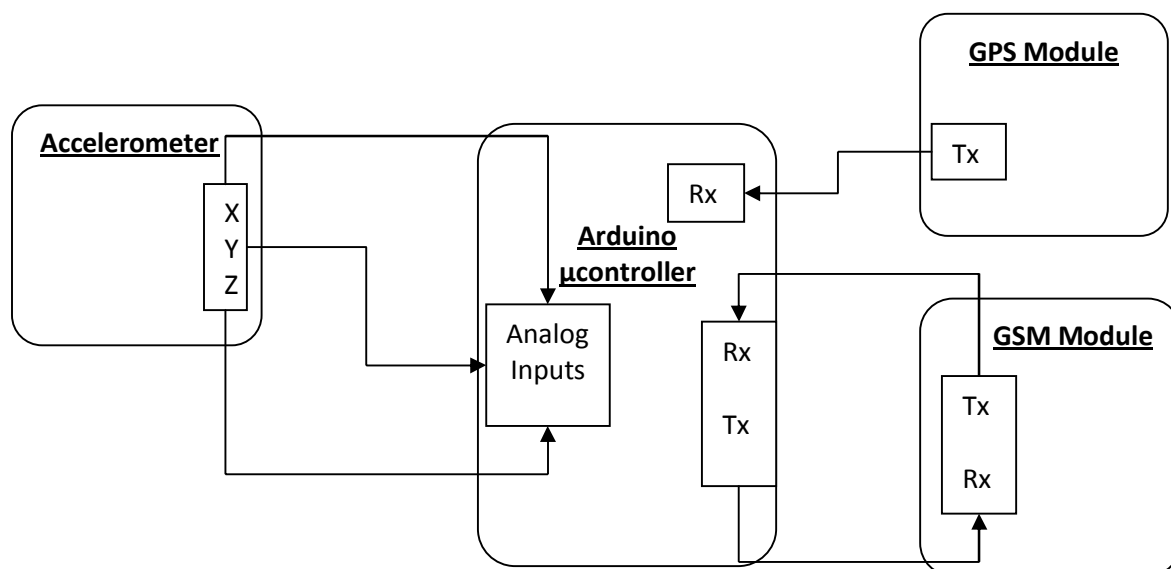 Accelerometer
X
Y
Z
Arduino
µcontroller
Analog
Inputs
Rx
Rx
Tx
GPS Module
Tx
GSM Module
Tx
Rx